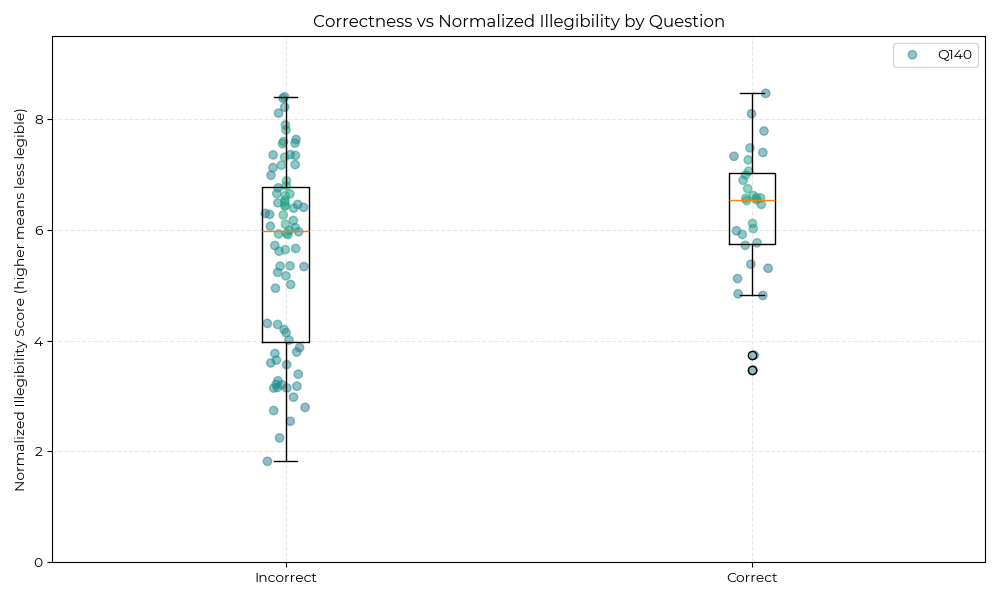 Correctness vs Normalized Illegibility by Question
Q140
Normalized Illegibility Score (higher means less legible)
8
6
4
2
0
Incorrect
Correct